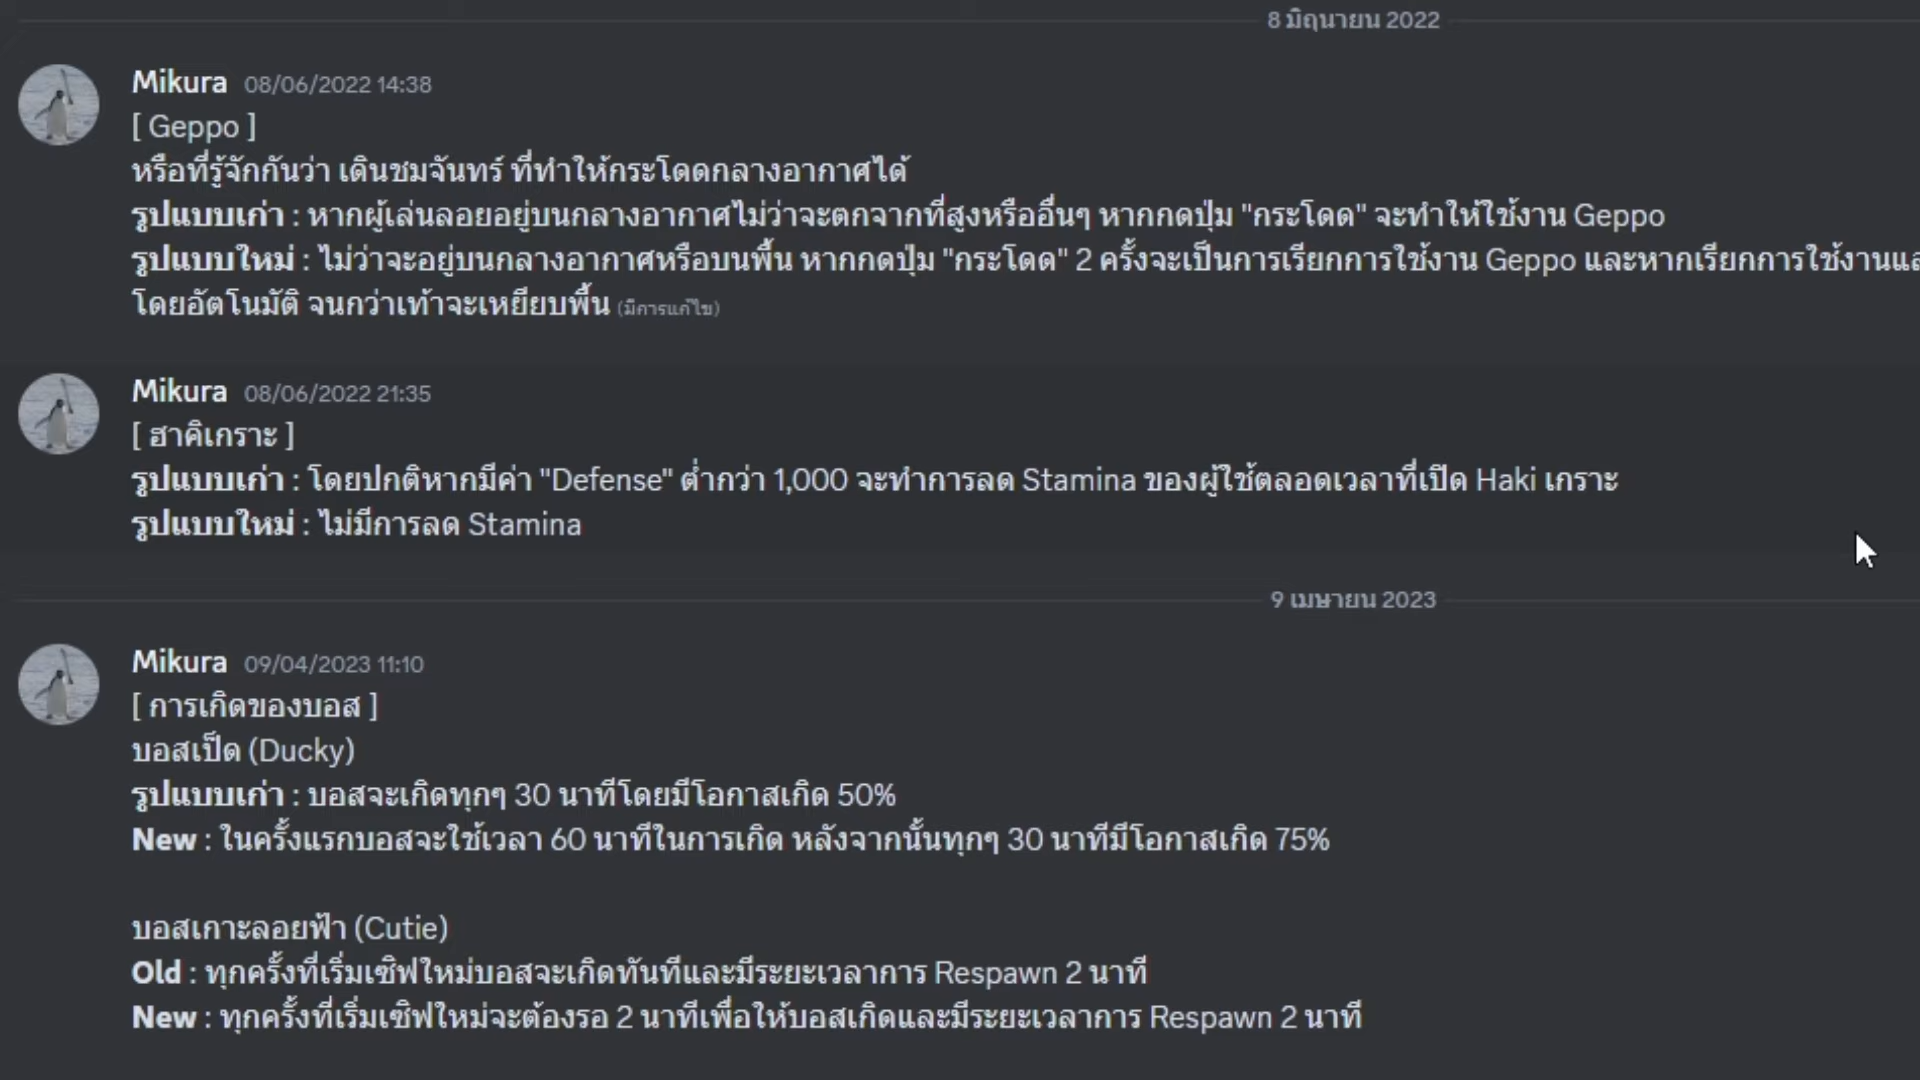 8 มิถุนายน 2022
Mikura 08/06/2022 14:38
[ Geppo ]
หรือที่รู้จักกันว่า เดินชมจันทร์ ที่ทำให้กระโดดกลางอากาศได้
รูปแบบเก่า : หากผู้เล่นลอยอยู่บนกลางอากาศไม่ว่าจะตกจากที่สูงหรืออื่นๆ หากกดปุ่ม "กระโดด" จะทำให้ใช้งาน Geppo
รูปแบบใหม่ : ไม่ว่าจะอยู่บนกลางอากาศหรือบนพื้น หากกดปุ่ม "กระโดด" 2 ครั้งจะเป็นการเรียกการใช้งาน Geppo และหากเรียกการใช้งาน
โดยอัตโนมัติ จนกว่าเท้าจะเหยียบพื้น (มีการแก้ไข)
Mikura 08/06/2022 21:35
[ ฮาคิเกราะ ]
รูปแบบเก่า : โดยปกติหากมีค่า "Defense" ต่ำกว่า 1,000 จะทำการลด Stamina ของผู้ใช้ตลอดเวลาที่เปิด Haki เกราะ
รูปแบบใหม่ : ไม่มีการลด Stamina
9 เมษายน 2023
Mikura 09/04/2023 11:10
[ การเกิดของบอส ]
บอสเป็ด (Ducky)
รูปแบบเก่า : บอสจะเกิดทุกๆ 30 นาทีโดยมีโอกาสเกิด 50%
New : ในครั้งแรกบอสจะใช้เวลา 60 นาทีในการเกิด หลังจากนั้นทุกๆ 30 นาทีมีโอกาสเกิด 75%
บอสเกาะลอยฟ้า (Cutie)
Old : ทุกครั้งที่เริ่มเซิฟใหม่บอสจะเกิดทันทีและมีระยะเวลาการ Respawn 2 นาที
New : ทุกครั้งที่เริ่มเซิฟใหม่จะต้องรอ 2 นาทีเพื่อให้บอสเกิดและมีระยะเวลาการ Respawn 2 นาที